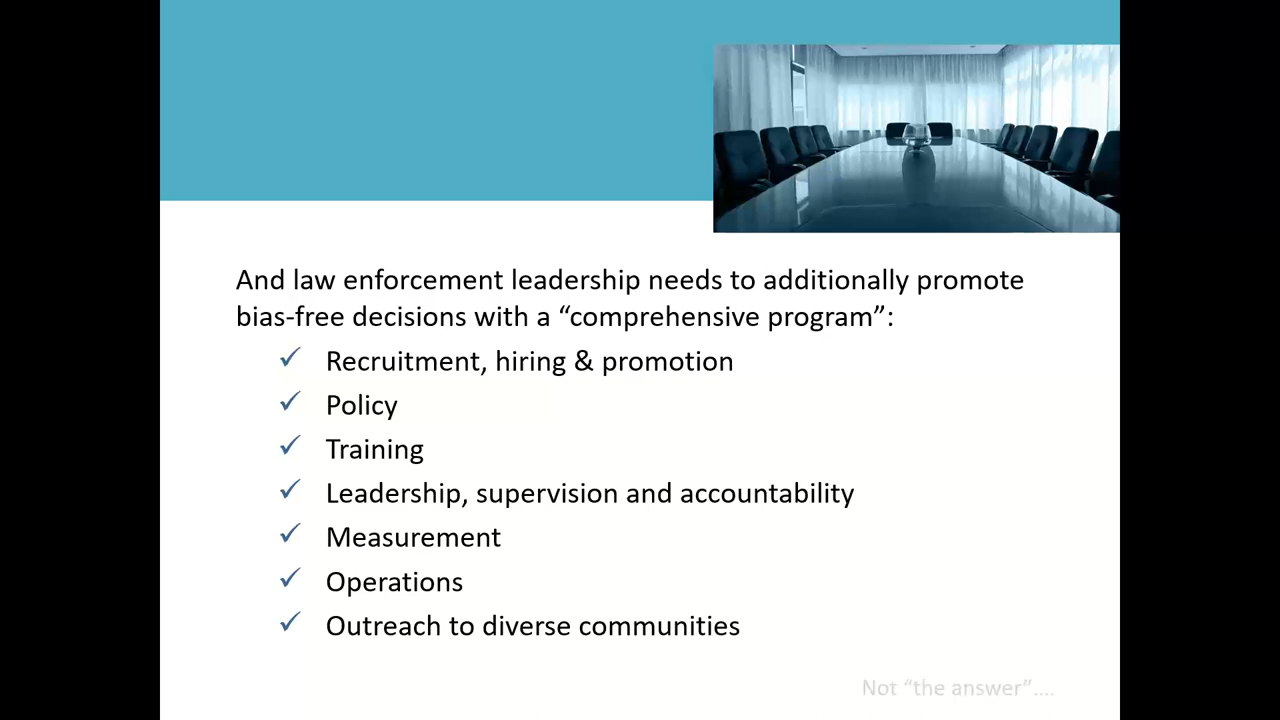 And law enforcement leadership needs to additionally promote
bias-free decisions with a “comprehensive program”:
✓ Recruitment, hiring & promotion
✓ Policy
✓ Training
✓ Leadership, supervision and accountability
✓ Measurement
✓ Operations
✓ Outreach to diverse communities
Not “the answer”....